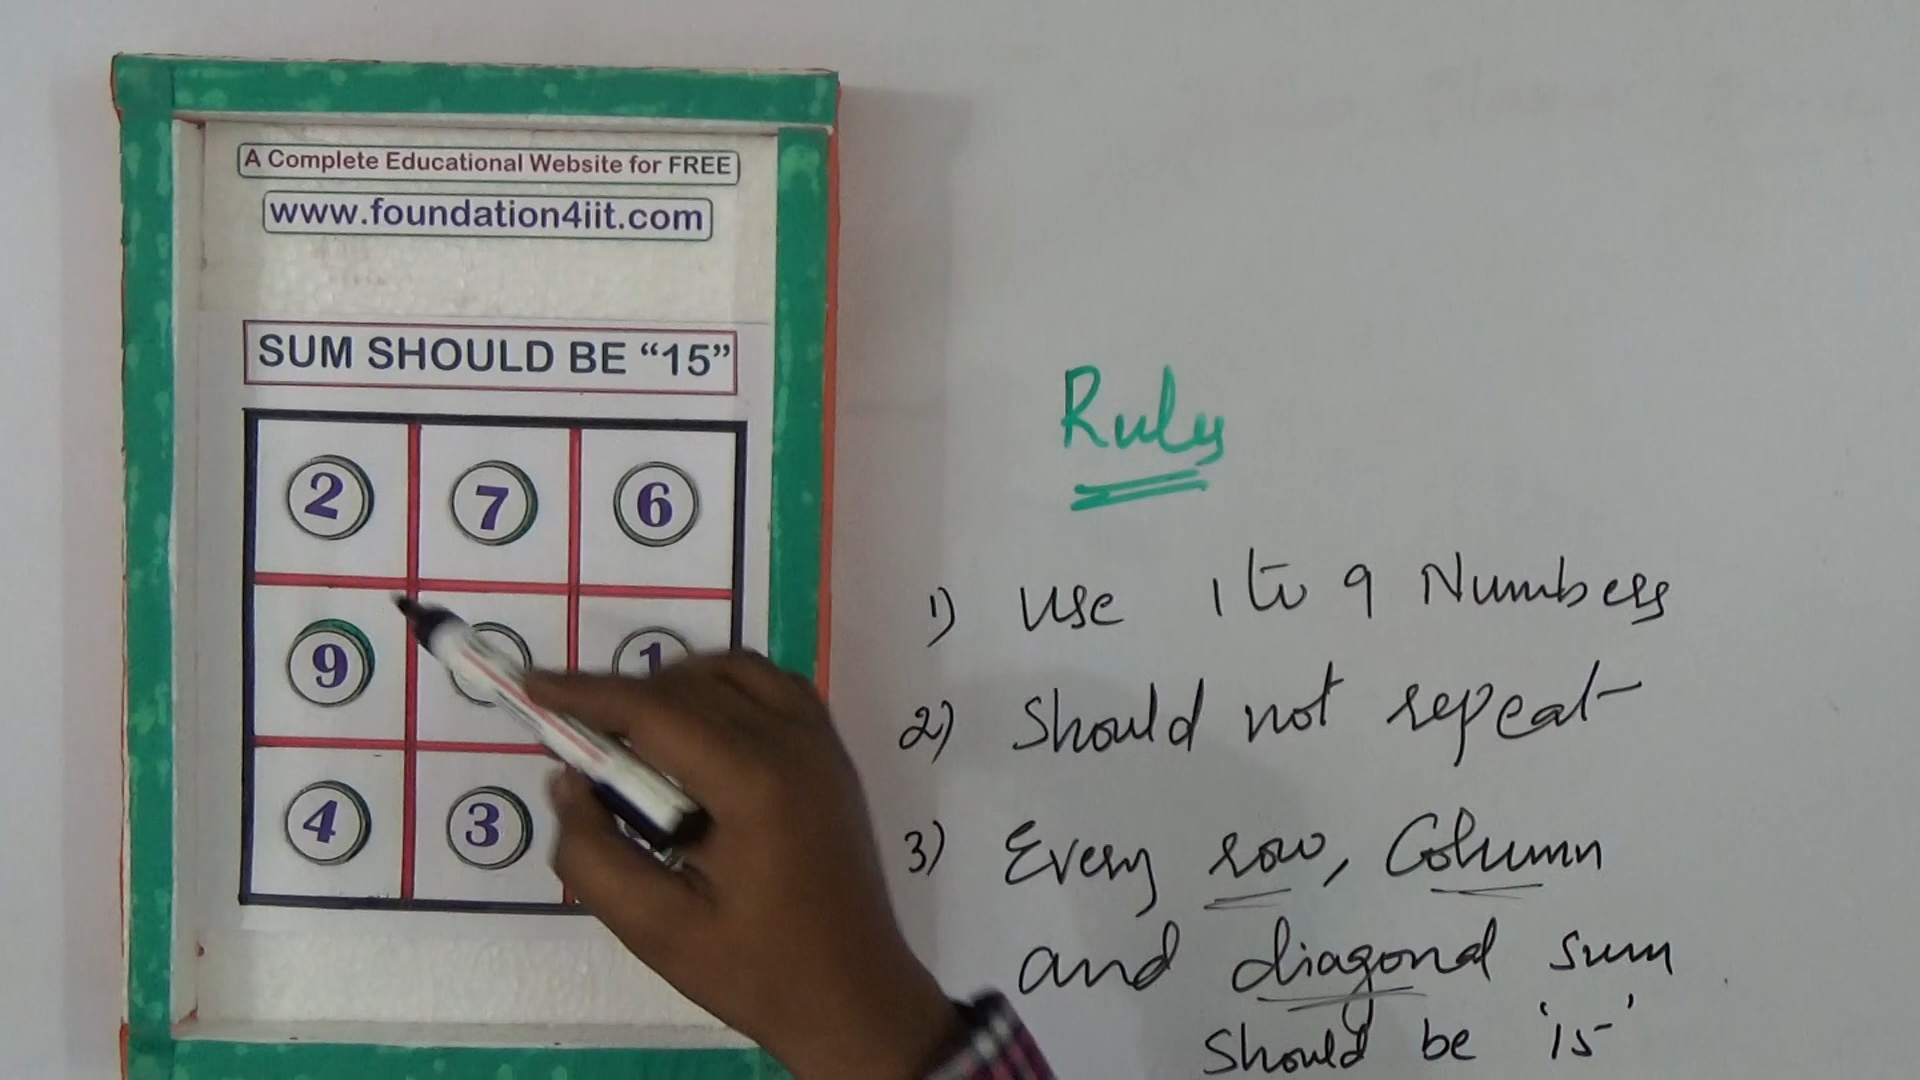 A Complete Educational Website for FREE
www.foundation4iit.com
SUM SHOULD BE “15”
2 7 6
9 1
4 3
Rules
1) Use 1 to 9 Numbers
2) Should not repeat
3) Every row, Column
and diagonal sum
should be '15'